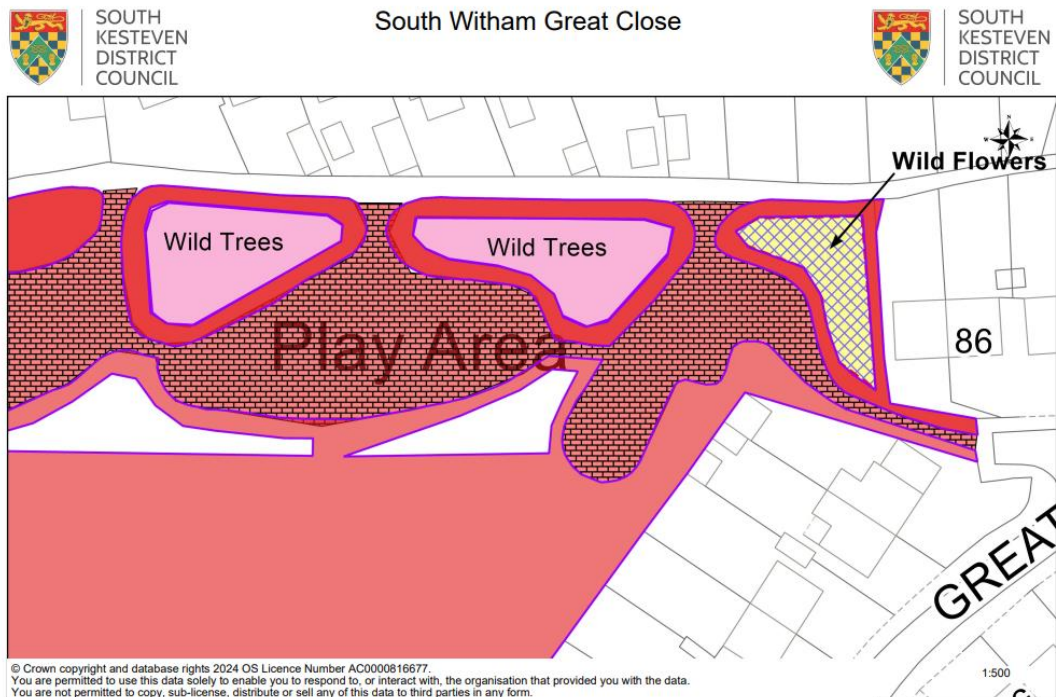 SOUTH
KESTEVEN
DISTRICT
COUNCIL
South Witham Great Close
SOUTH
KESTEVEN
DISTRICT
COUNCIL
Wild Flowers
Wild Trees
Wild Trees
Play Area
86
GREAT
© Crown copyright and database rights 2024 OS Licence Number AC0000816677.
You are permitted to use this data solely to enable you to respond to, or interact with, the organisation that provided you with the data.
You are not permitted to copy, sub-license, distribute or sell any of this data to third parties in any form.
1:500